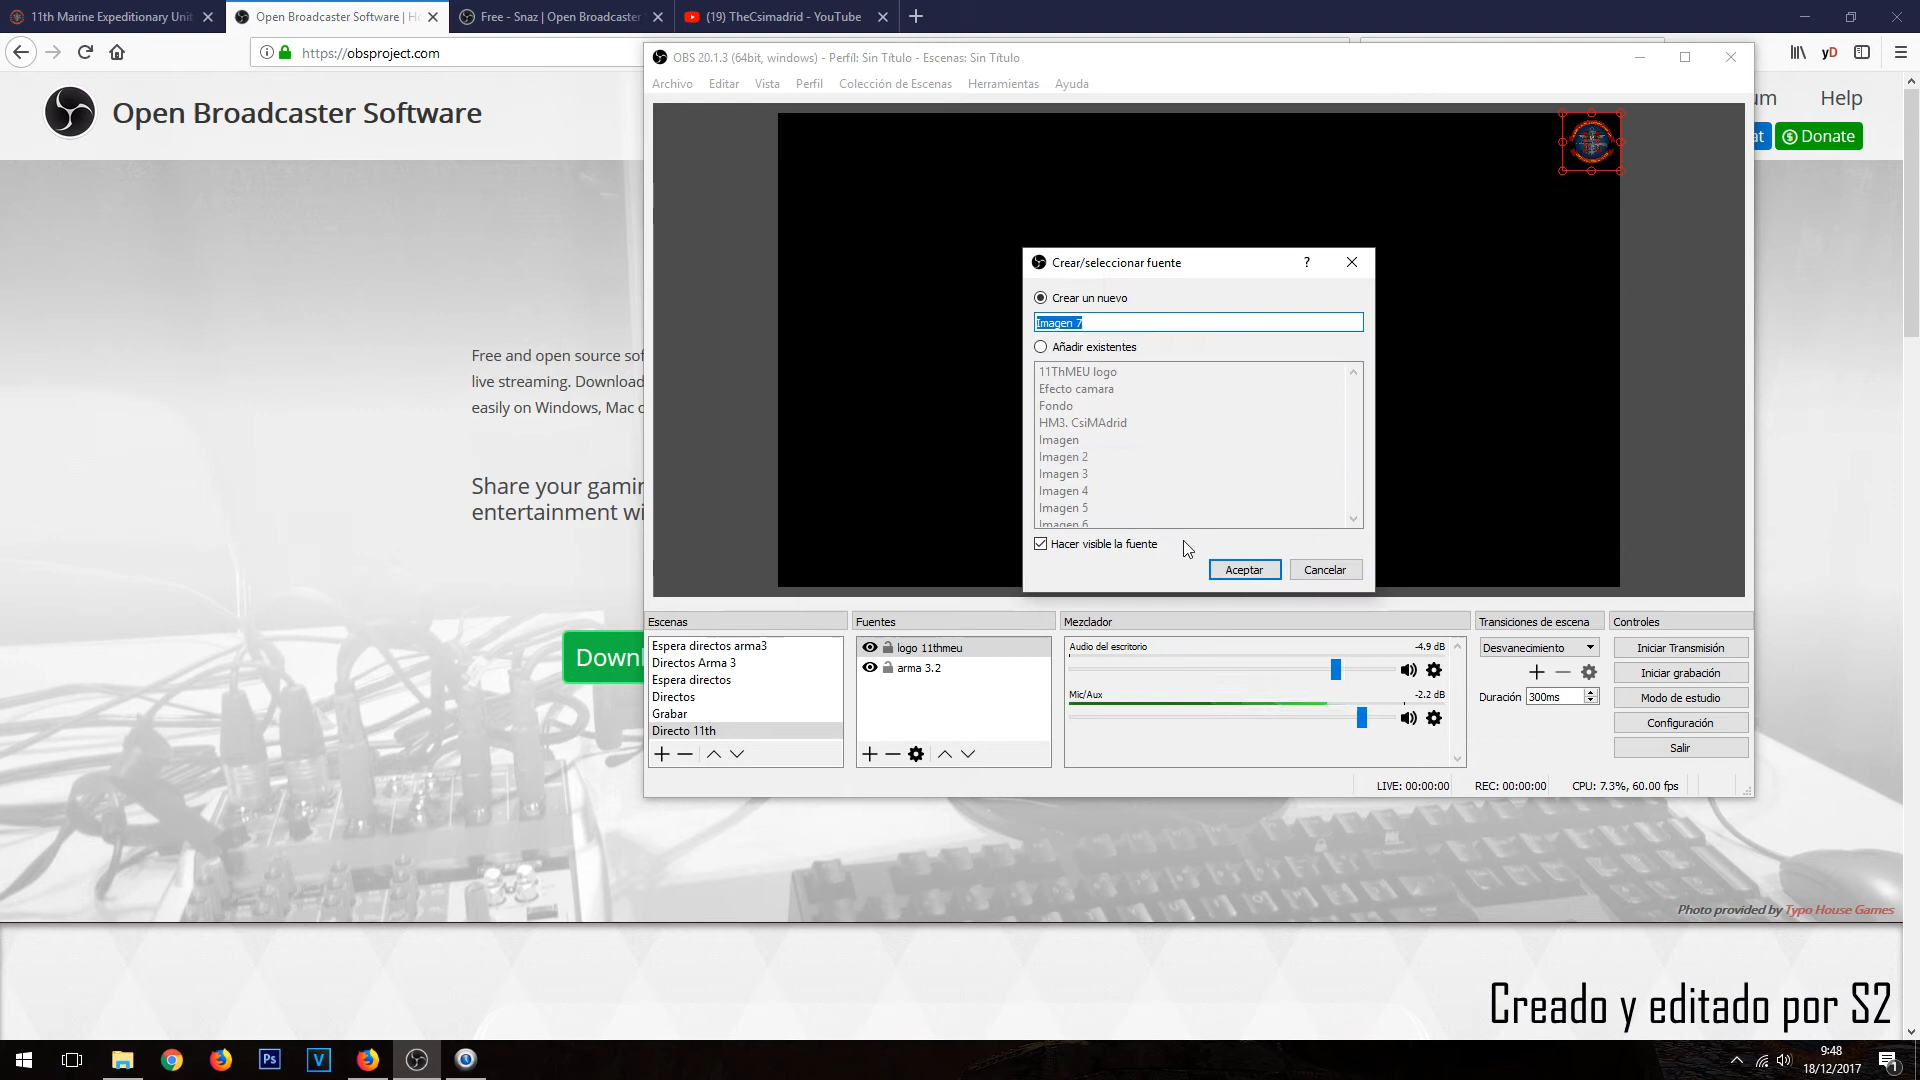 11th Marine Expeditionary Unit
Open Broadcaster Software | H
Free - Snaz | Open Broadcaster
(19) TheCsimadrid - YouTube
https://obsproject.com
Open Broadcaster Software
um
Help
at
Donate
Free and open source sof
live streaming. Download
easily on Windows, Mac o
Share your gamin
entertainment wi
Downl
OBS 20.1.3 (64bit, windows) - Perfíl: Sin Título - Escenas: Sin Título
Archivo
Editar
Vista
Perfil
Colección de Escenas
Herramientas
Ayuda
Crear/seleccionar fuente
?
Crear un nuevo
Imagen 7
Añadir existentes
11ThMEU logo
Efecto camara
Fondo
HM3. CsiMAdrid
Imagen
Imagen 2
Imagen 3
Imagen 4
Imagen 5
Imagen 6
Hacer visible la fuente
Aceptar
Cancelar
Escenas
Espera directos arma3
Directos Arma 3
Espera directos
Directos
Grabar
Directo 11th
Fuentes
logo 11thmeu
arma 3.2
Mezclador
Audio del escritorio
-4.9 dB
Mic/Aux
-2.2 dB
Transiciones de escena
Desvanecimiento
Duración
300ms
Controles
Iniciar Transmisión
Iniciar grabación
Modo de estudio
Configuración
Salir
LIVE: 00:00:00
REC: 00:00:00
CPU: 7.3%, 60.00 fps
Photo provided by Typo House Games
Creado y editado por S2
yD
Ps
V
9:48
18/12/2017
1